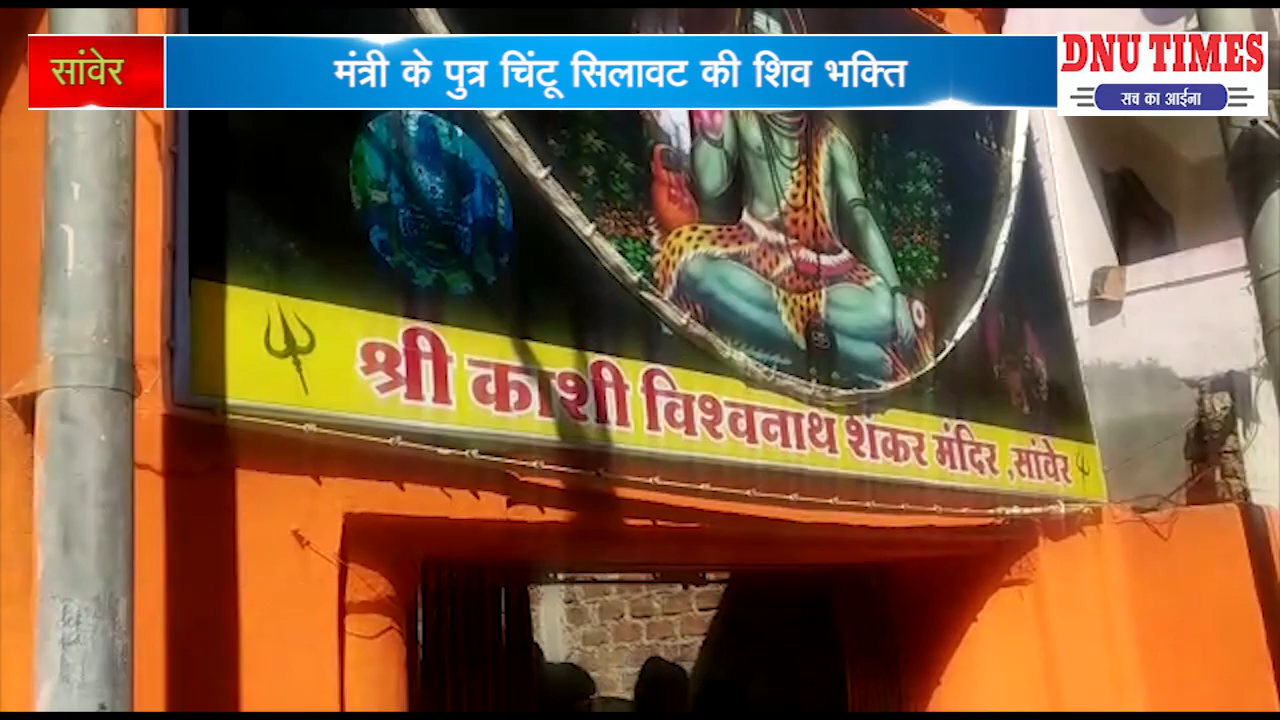 सांवेर
मंत्री के पुत्र चिंटू सिलावट की शिव भक्ति
DNU TIMES
सच का आईना
श्री काशी विश्वनाथ शंकर मंदिर ,सांवेर